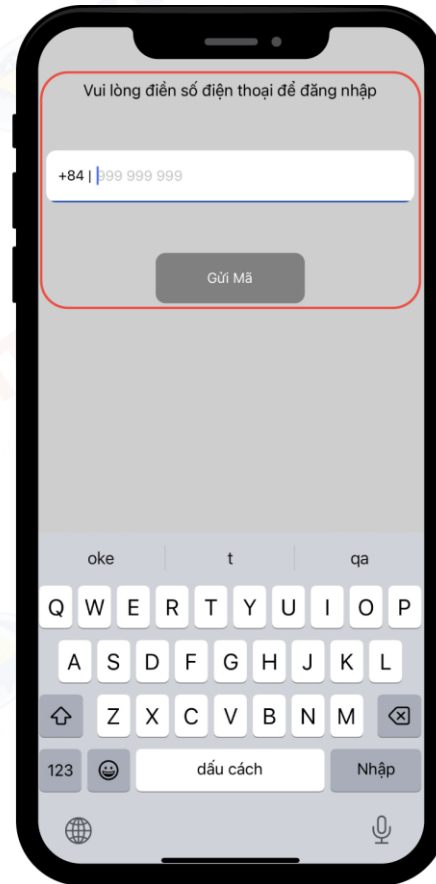 Vui lòng điền số điện thoại để đăng nhập
+84 | 999 999 999
Gửi Mã
oke t qa
Q W E R T Y U I O P
A S D F G H J K L
Z X C V B N M
123 dấu cách Nhập